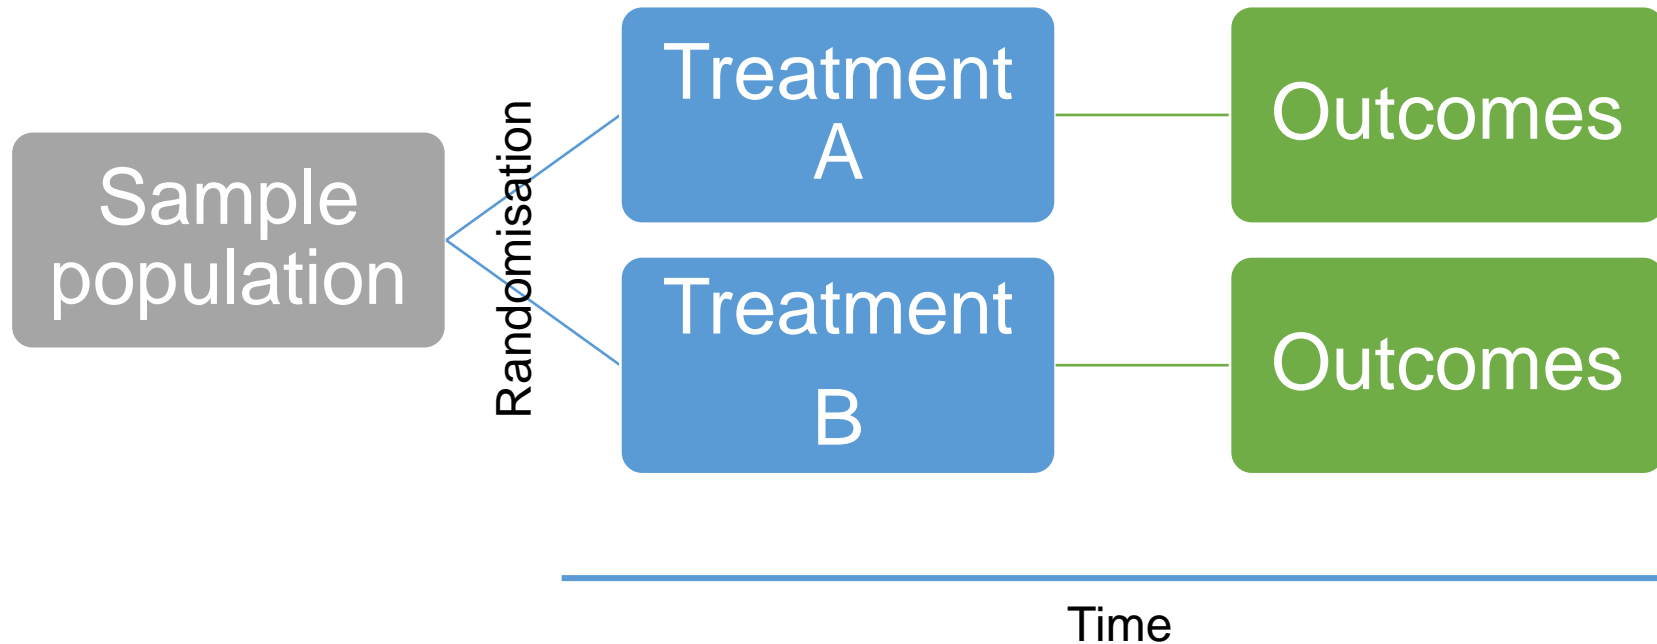 Sample
population
Randomisation
Treatment
A
Outcomes
Treatment
B
Outcomes
Time